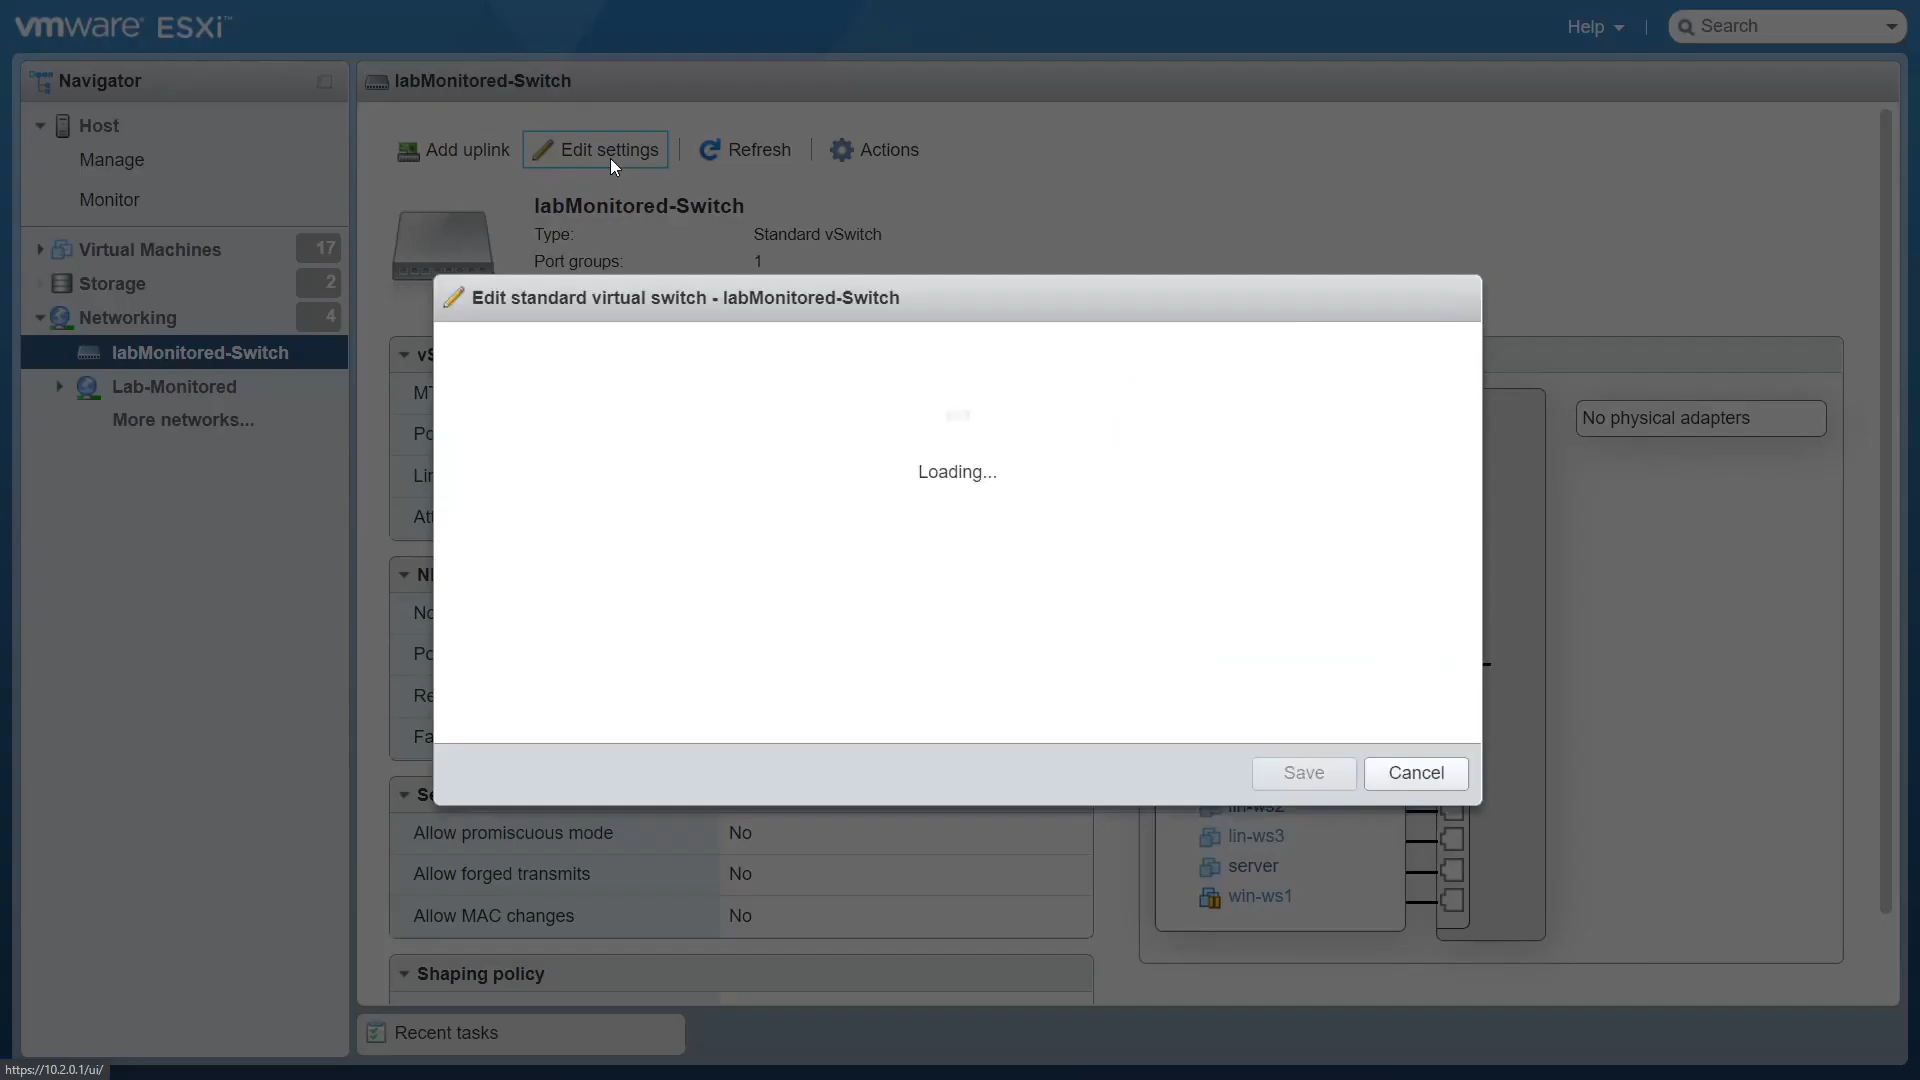 vmware ESXi™
Help
Search
Navigator
labMonitored-Switch
Host
Manage
Monitor
Virtual Machines 17
Storage 2
Networking 4
labMonitored-Switch
Lab-Monitored
More networks...
Add uplink
Edit settings
Refresh
Actions
labMonitored-Switch
Type: Standard vSwitch
Port groups: 1
Edit standard virtual switch - labMonitored-Switch
Loading...
Save
Cancel
No physical adapters
Allow promiscuous mode No
Allow forged transmits No
Allow MAC changes No
Shaping policy
lin-ws2
lin-ws3
server
win-ws1
Recent tasks
https://10.2.0.1/ui/